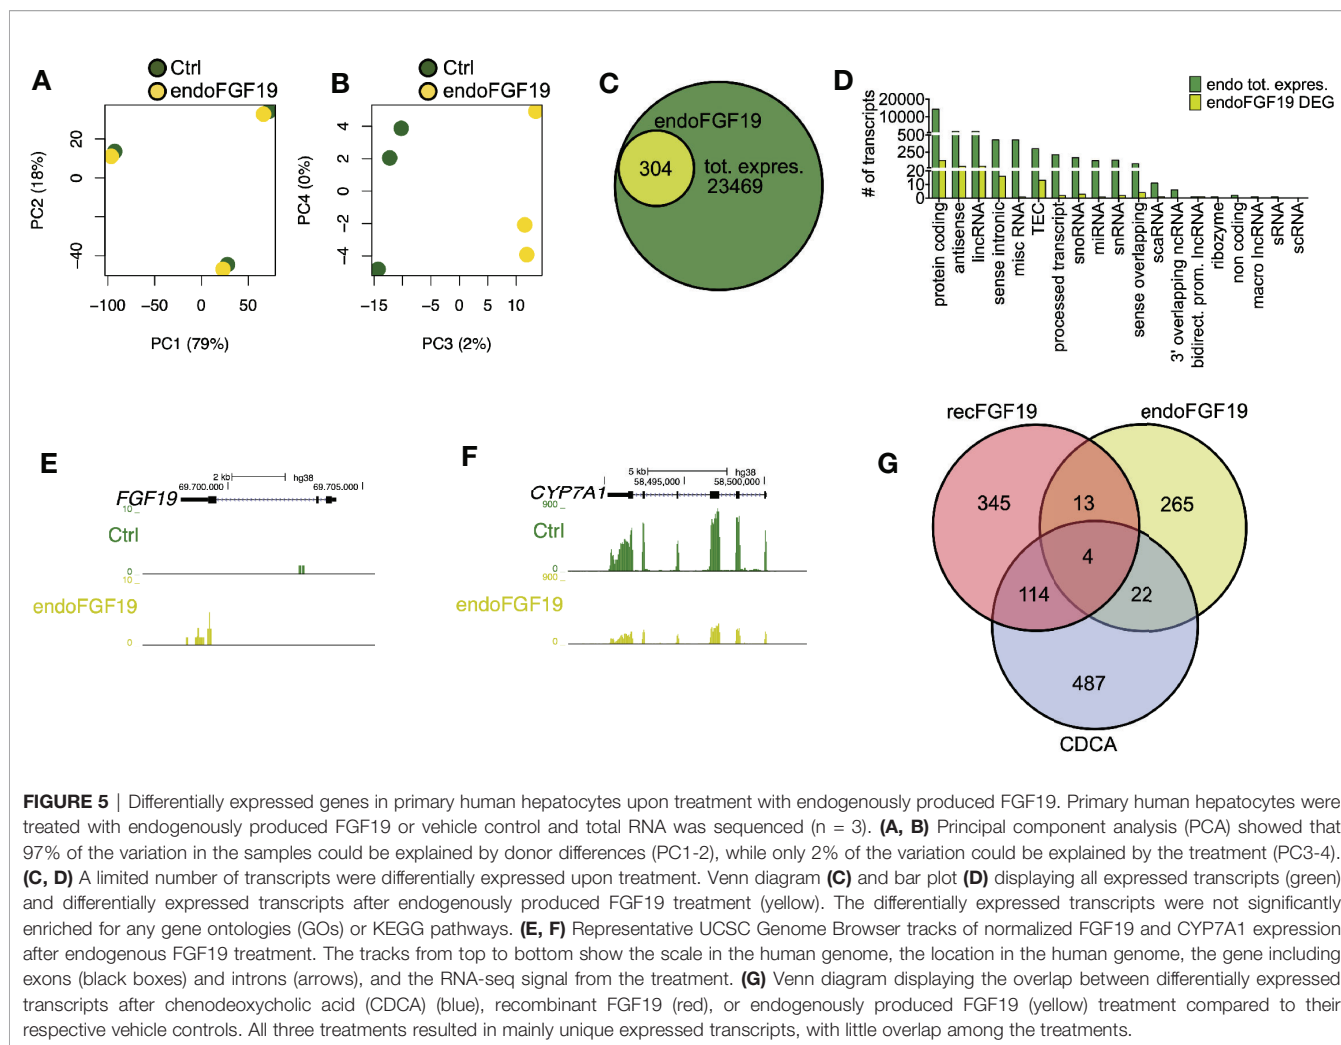 A
Ctrl
endoFGF19
PC2 (18%)
20
0
−40
−100
−50
0
50
PC1 (79%)
B
Ctrl
endoFGF19
PC4 (0%)
4
2
0
−2
−4
−15
−10
−5
0
5
10
PC3 (2%)
C
endoFGF19
304
tot. expres.
23469
D
endo tot. expres.
endoFGF19 DEG
# of transcripts
20000
10000
500
250
20
10
0
protein coding
antisense
lincRNA
sense intronic
misc RNA
TEC
processed transcript
snoRNA
miRNA
snRNA
sense overlapping
scaRNA
3' overlapping ncRNA
bidirect. prom. lncRNA
ribozyme
non coding
macro lncRNA
sRNA
scRNA
E
2 kb
hg38
69.700.000
69.705.000
FGF19
10
Ctrl
0
10
endoFGF19
0
F
5 kb
hg38
58,495,000
58,500,000
CYP7A1
900
Ctrl
0
900
endoFGF19
0
G
recFGF19
endoFGF19
345
13
265
4
114
22
487
CDCA
FIGURE 5 | Differentially expressed genes in primary human hepatocytes upon treatment with endogenously produced FGF19. Primary human hepatocytes were
treated with endogenously produced FGF19 or vehicle control and total RNA was sequenced (n = 3). (A, B) Principal component analysis (PCA) showed that
97% of the variation in the samples could be explained by donor differences (PC1-2), while only 2% of the variation could be explained by the treatment (PC3-4).
(C, D) A limited number of transcripts were differentially expressed upon treatment. Venn diagram (C) and bar plot (D) displaying all expressed transcripts (green)
and differentially expressed transcripts after endogenously produced FGF19 treatment (yellow). The differentially expressed transcripts were not significantly
enriched for any gene ontologies (GOs) or KEGG pathways. (E, F) Representative UCSC Genome Browser tracks of normalized FGF19 and CYP7A1 expression
after endogenous FGF19 treatment. The tracks from top to bottom show the scale in the human genome, the location in the human genome, the gene including
exons (black boxes) and introns (arrows), and the RNA-seq signal from the treatment. (G) Venn diagram displaying the overlap between differentially expressed
transcripts after chenodeoxycholic acid (CDCA) (blue), recombinant FGF19 (red), or endogenously produced FGF19 (yellow) treatment compared to their
respective vehicle controls. All three treatments resulted in mainly unique expressed transcripts, with little overlap among the treatments.